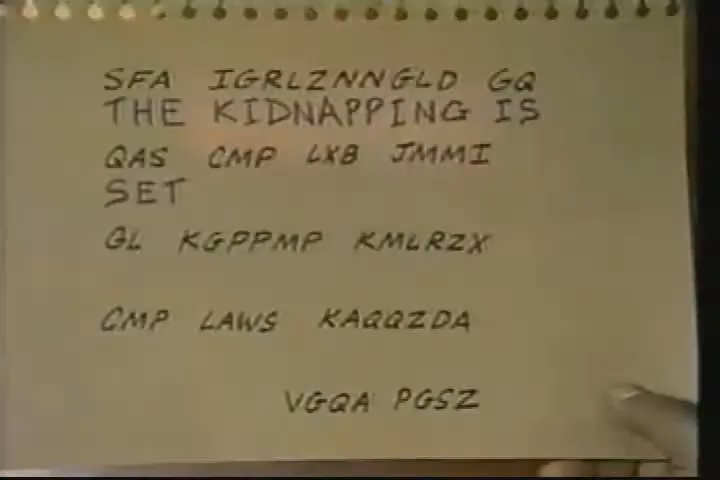 SFA IGRLZNNGLD GQ
THE KIDNAPPING IS
QAS CMP LXB JMMI
SET
GL KGPPMP KMLRZX
CMP LAWS KAQQZDA
VGQA PGSZ